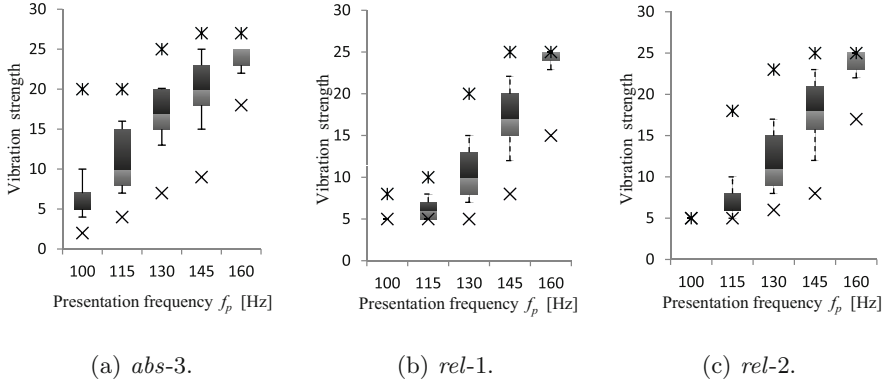 30
25
20
15
10
5
0
Vibration strength
100 115 130 145 160
Presentation frequency f_p [Hz]
(a) abs-3.
30
25
20
15
10
5
0
Vibration strength
100 115 130 145 160
Presentation frequency f_p [Hz]
(b) rel-1.
30
25
20
15
10
5
0
Vibration strength
100 115 130 145 160
Presentation frequency f_p [Hz]
(c) rel-2.